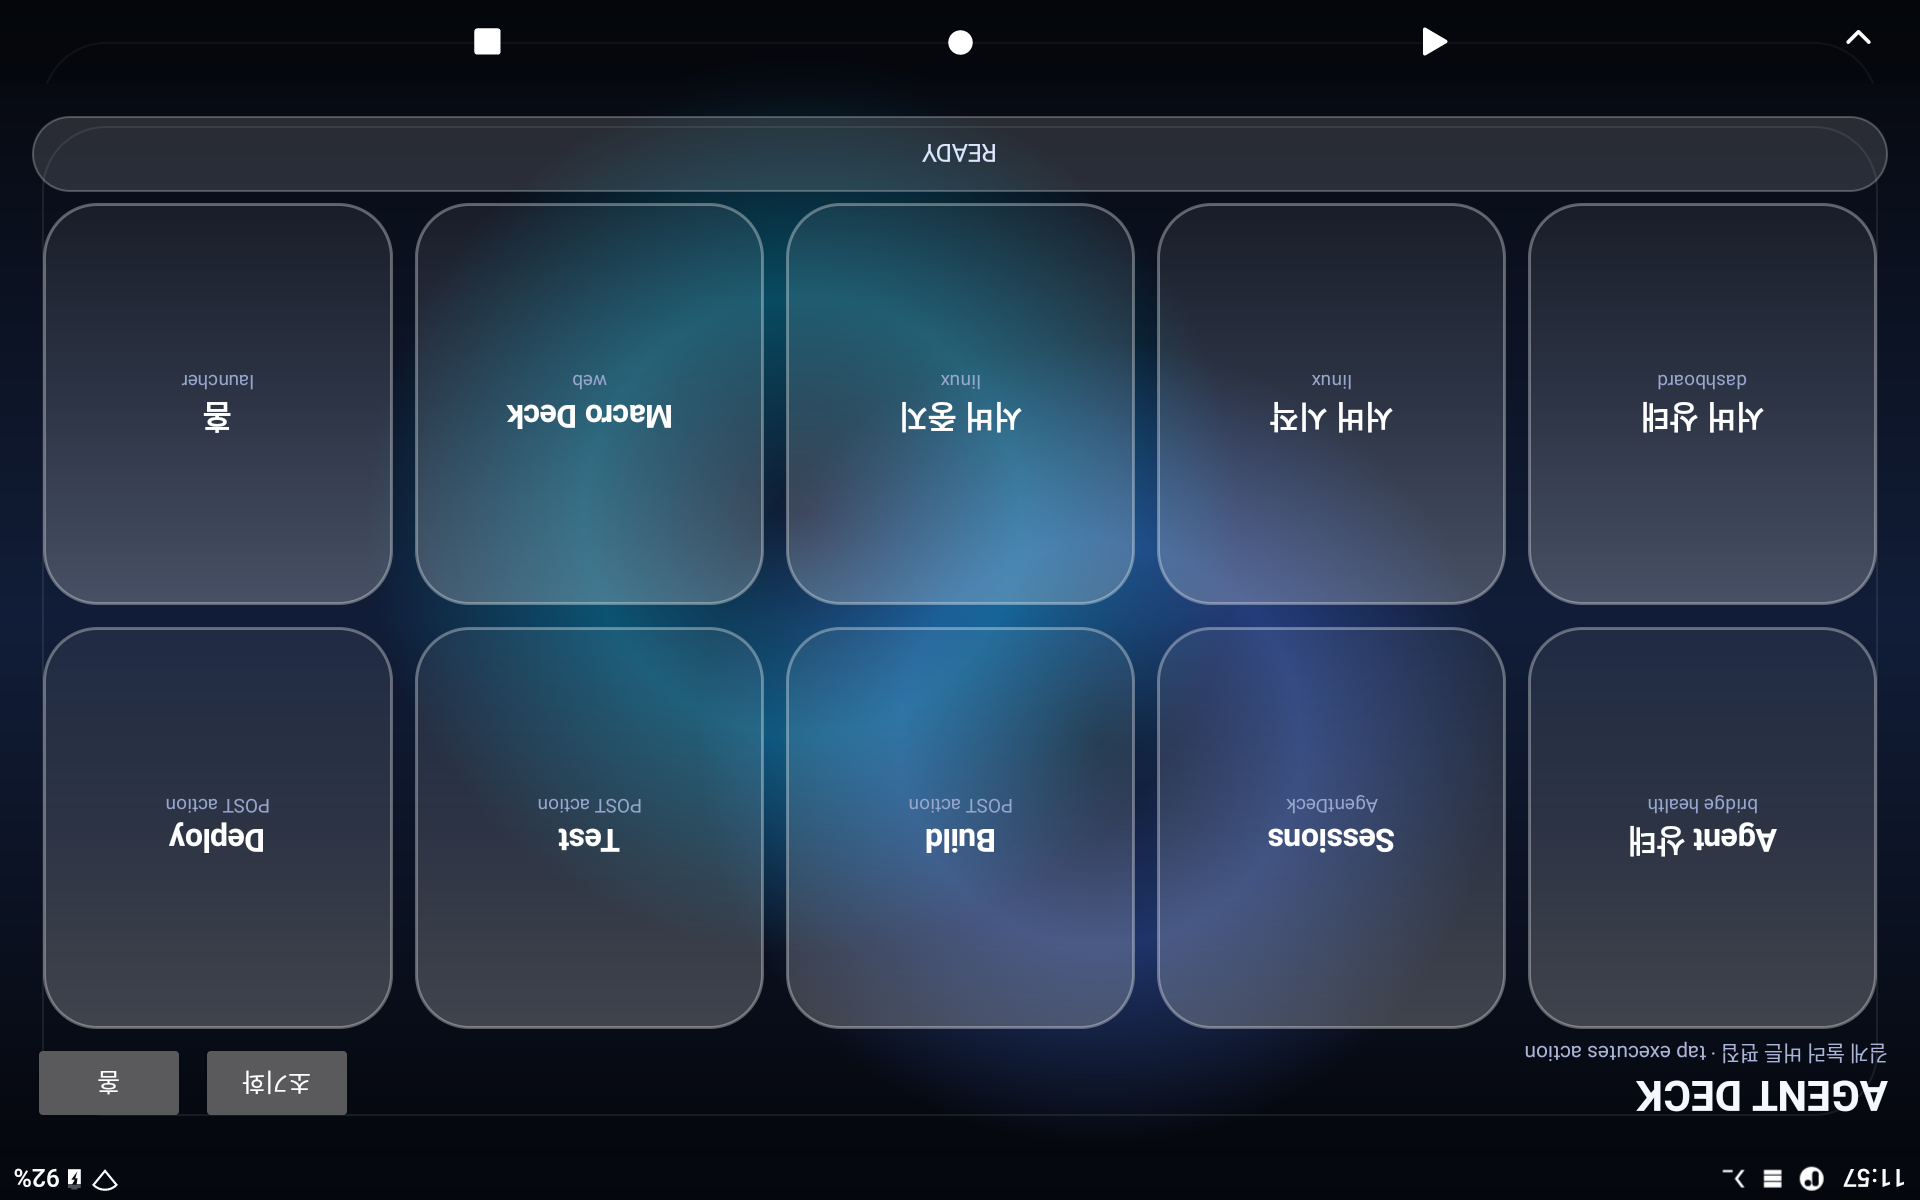 11:57
92%
AGENT DECK
길게 눌러 버튼 편집 · tap executes action
초기화
홈
Agent 상태
bridge health
Sessions
AgentDeck
Build
POST action
Test
POST action
Deploy
POST action
서버 상태
dashboard
서버 시작
linux
서버 중지
linux
Macro Deck
web
홈
launcher
READY